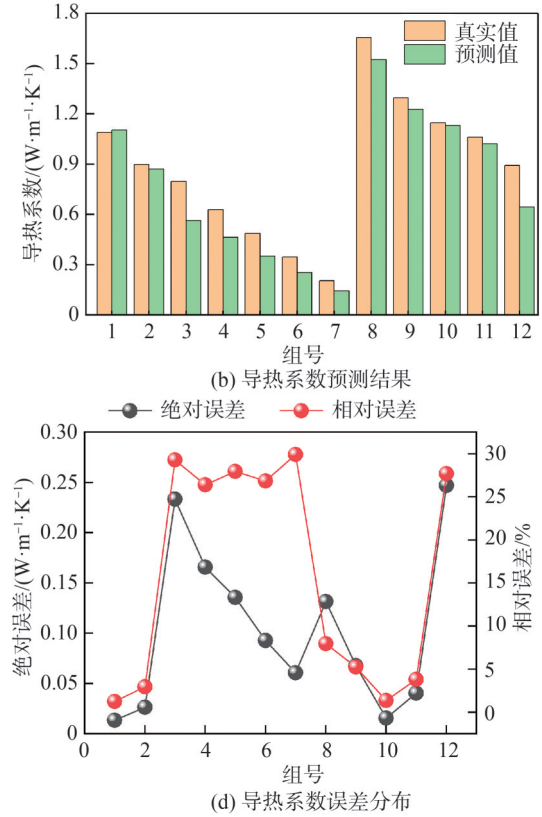 1.8
1.5
1.2
0.9
0.6
0.3
0
导热系数/(W·m⁻¹·K⁻¹)
真实值
预测值
1 2 3 4 5 6 7 8 9 10 11 12
组号
(b) 导热系数预测结果
绝对误差 相对误差
0.30
0.25
0.20
0.15
0.10
0.05
0
绝对误差/(W·m⁻¹·K⁻¹)
30
25
20
15
10
5
0
相对误差/%
0 2 4 6 8 10 12
组号
(d) 导热系数误差分布